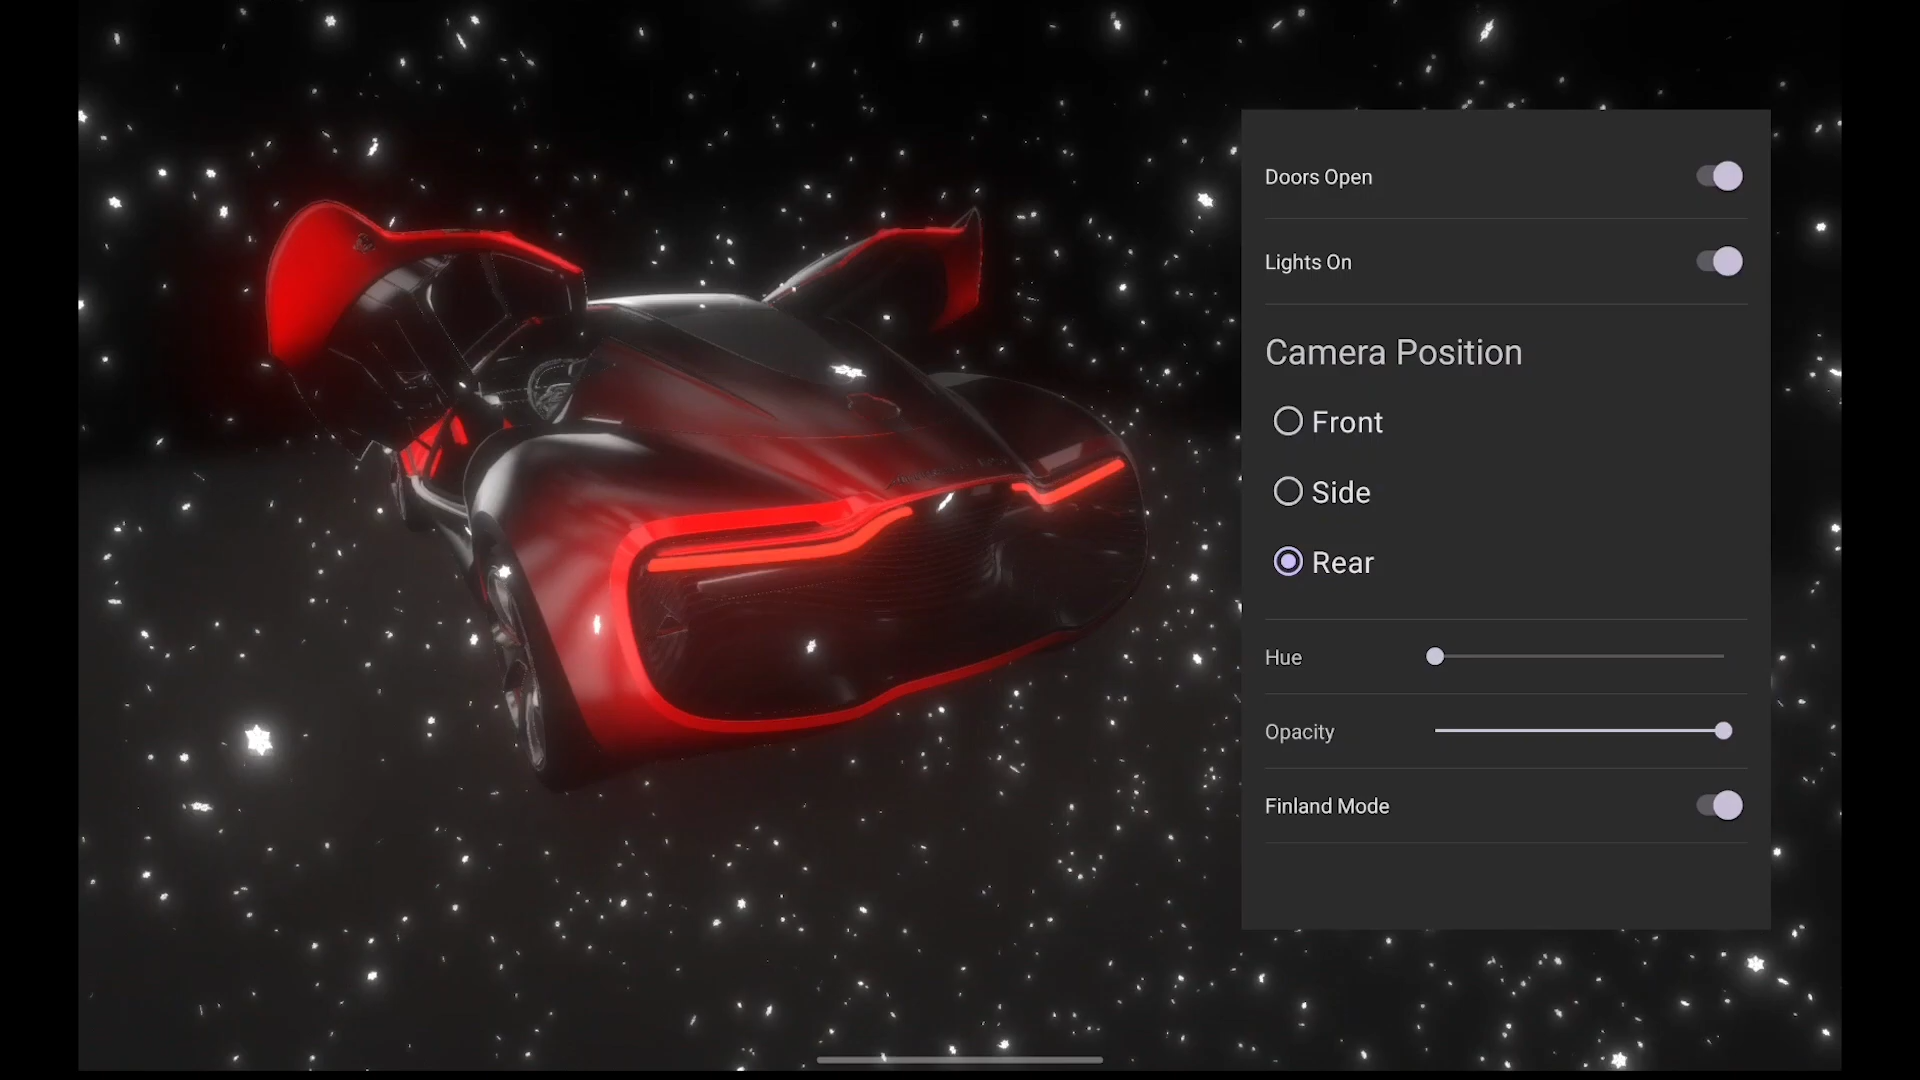 Doors Open
Lights On
Camera Position
Front
Side
Rear
Hue
Opacity
Finland Mode